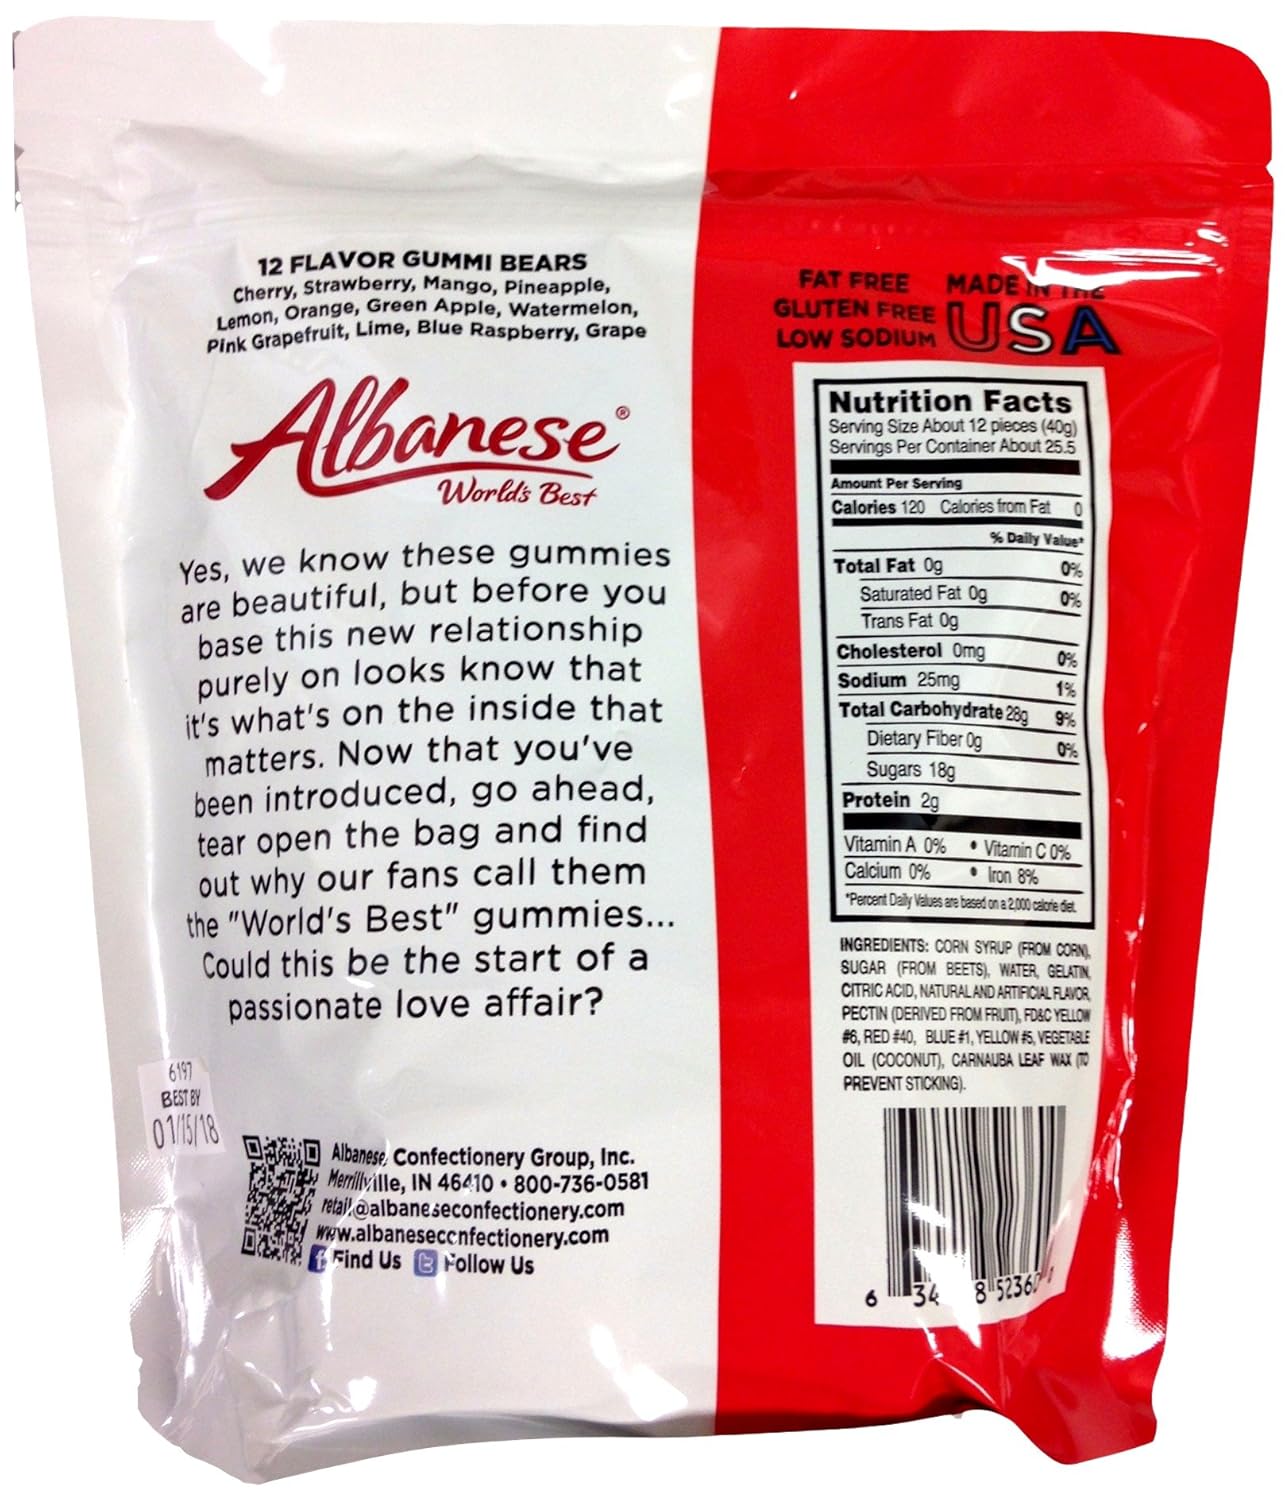 12 FLAVOR GUMMI BEARS
Cherry, Strawberry, Mango, Pineapple,
Lemon, Orange, Green Apple, Watermelon,
Pink Grapefruit, Lime, Blue Raspberry, Grape
Albanese®
World's Best
Yes, we know these gummies
are beautiful, but before you
base this new relationship
purely on looks know that
it's what's on the inside that
matters. Now that you've
been introduced, go ahead,
tear open the bag and find
out why our fans call them
the "World's Best" gummies...
Could this be the start of a
passionate love affair?
6197
BEST BY
01/15/18
Albanese Confectionery Group, Inc.
Merrillville, IN 46410 • 800-736-0581
retail@albaneseconfectionery.com
www.albaneseconfectionery.com
Find Us Follow Us
FAT FREE
GLUTEN FREE
LOW SODIUM
MADE IN THE
USA
Nutrition Facts
Serving Size About 12 pieces (40g)
Servings Per Container About 25.5
Amount Per Serving
Calories 120 Calories from Fat 0
% Daily Value*
Total Fat 0g 0%
Saturated Fat 0g 0%
Trans Fat 0g
Cholesterol 0mg 0%
Sodium 25mg 1%
Total Carbohydrate 28g 9%
Dietary Fiber 0g 0%
Sugars 18g
Protein 2g
Vitamin A 0% • Vitamin C 0%
Calcium 0% • Iron 8%
*Percent Daily Values are based on a 2,000 calorie diet.
INGREDIENTS: CORN SYRUP (FROM CORN),
SUGAR (FROM BEETS), WATER, GELATIN,
CITRIC ACID, NATURAL AND ARTIFICIAL FLAVOR,
PECTIN (DERIVED FROM FRUIT), FD&C YELLOW
#6, RED #40, BLUE #1, YELLOW #5, VEGETABLE
OIL (COCONUT), CARNAUBA LEAF WAX (TO
PREVENT STICKING).
6 34 8 5236